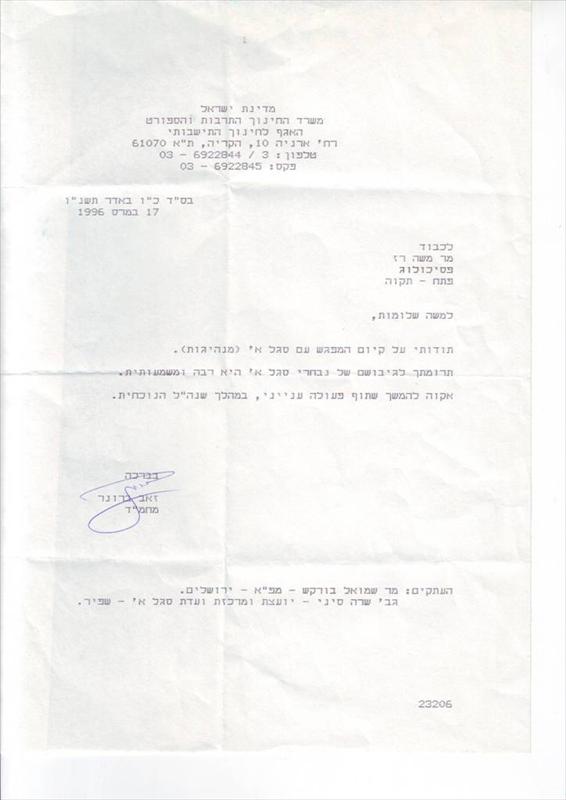 מדינת ישראל
משרד החינוך התרבות והספורט
האגף לחינוך התישבותי
רח' ארניה 10, הקריה, ת"א 61070
טלפון: 3 / 6922844 - 03
פקס: 6922845 - 03
בס"ד כ"ו באדר תשנ"ו
17 במרס 1996
לכבוד
מר משה רז
פסיכולוג
פתח - תקוה
למשה שלומות,
תודותי על קיום המפגש עם סגל א' (מנהיגות).
תרומתך לגיבושם של נבחרי סגל א' היא רבה ומשמעותית.
אקוה להמשך שתוף פעולה ענייני, במהלך שנה"ל הנוכחית.
בברכה
זאב ברונר
מחמ"ד
העתקים: מר שמואל בורקש - מפ"א - ירושלים.
גב' שרה סיני - יועצת ומרכזת ועדת סגל א' - שפיר.
23206